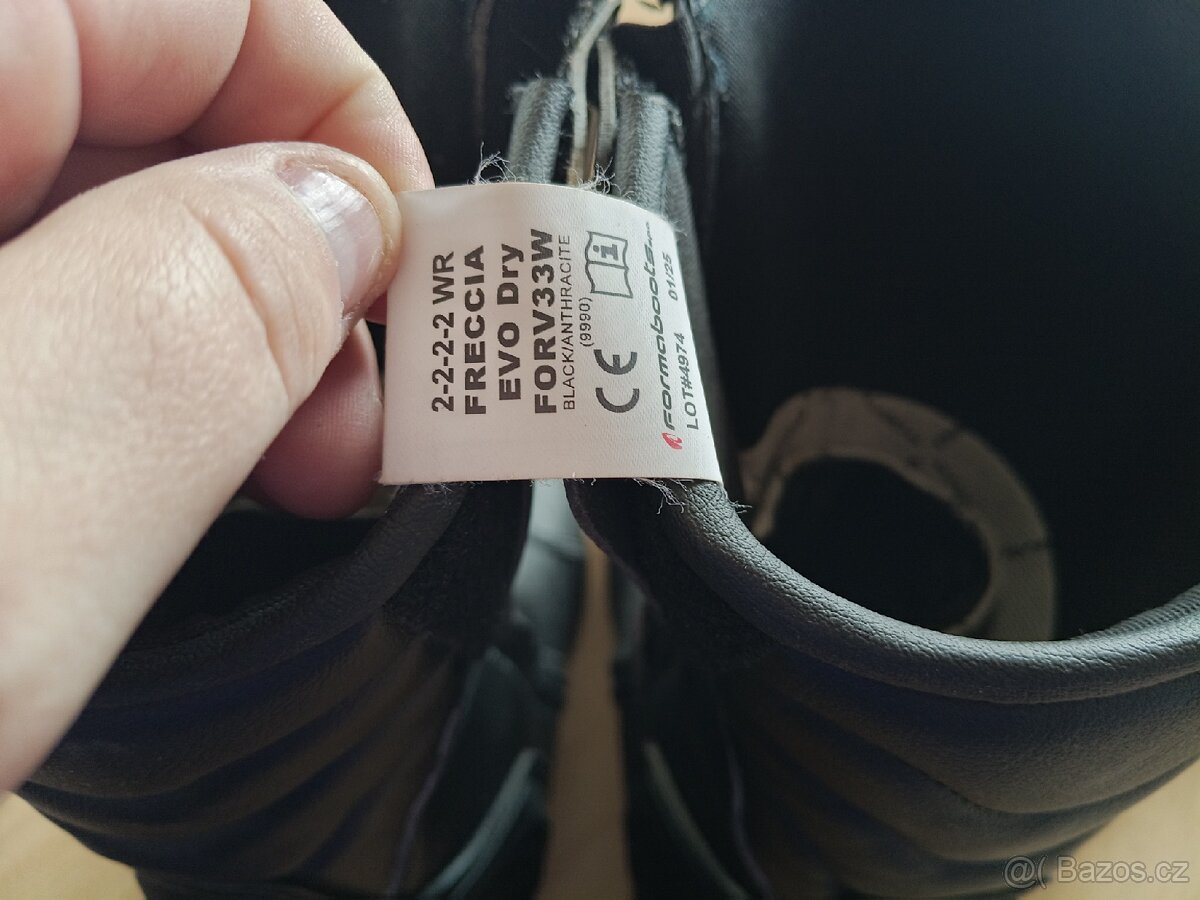 2-2-2-2 WR
FRECCIA
EVO Dry
FORV33W
BLACK/ANTHRACITE
(9990)
CE
i
Formaboots
LOT#4974 01/25
@( Bazos.cz